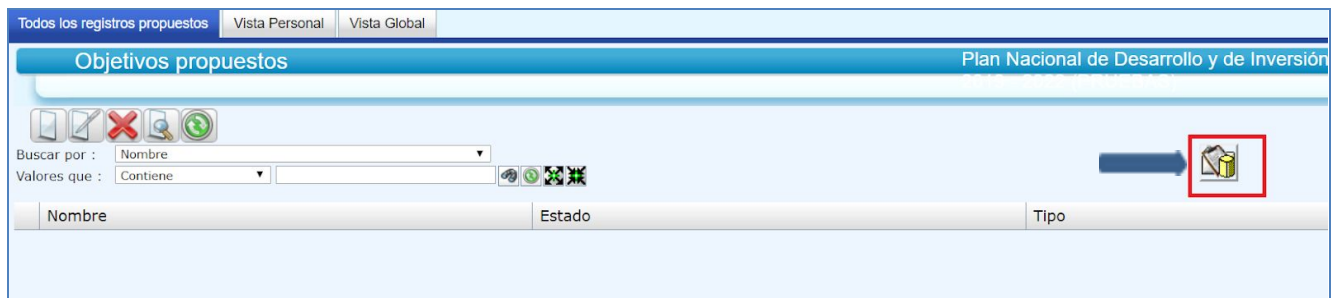 Todos los registros propuestos Vista Personal Vista Global
Objetivos propuestos Plan Nacional de Desarrollo y de Inversión
Buscar por : Nombre
Valores que : Contiene
Nombre Estado Tipo